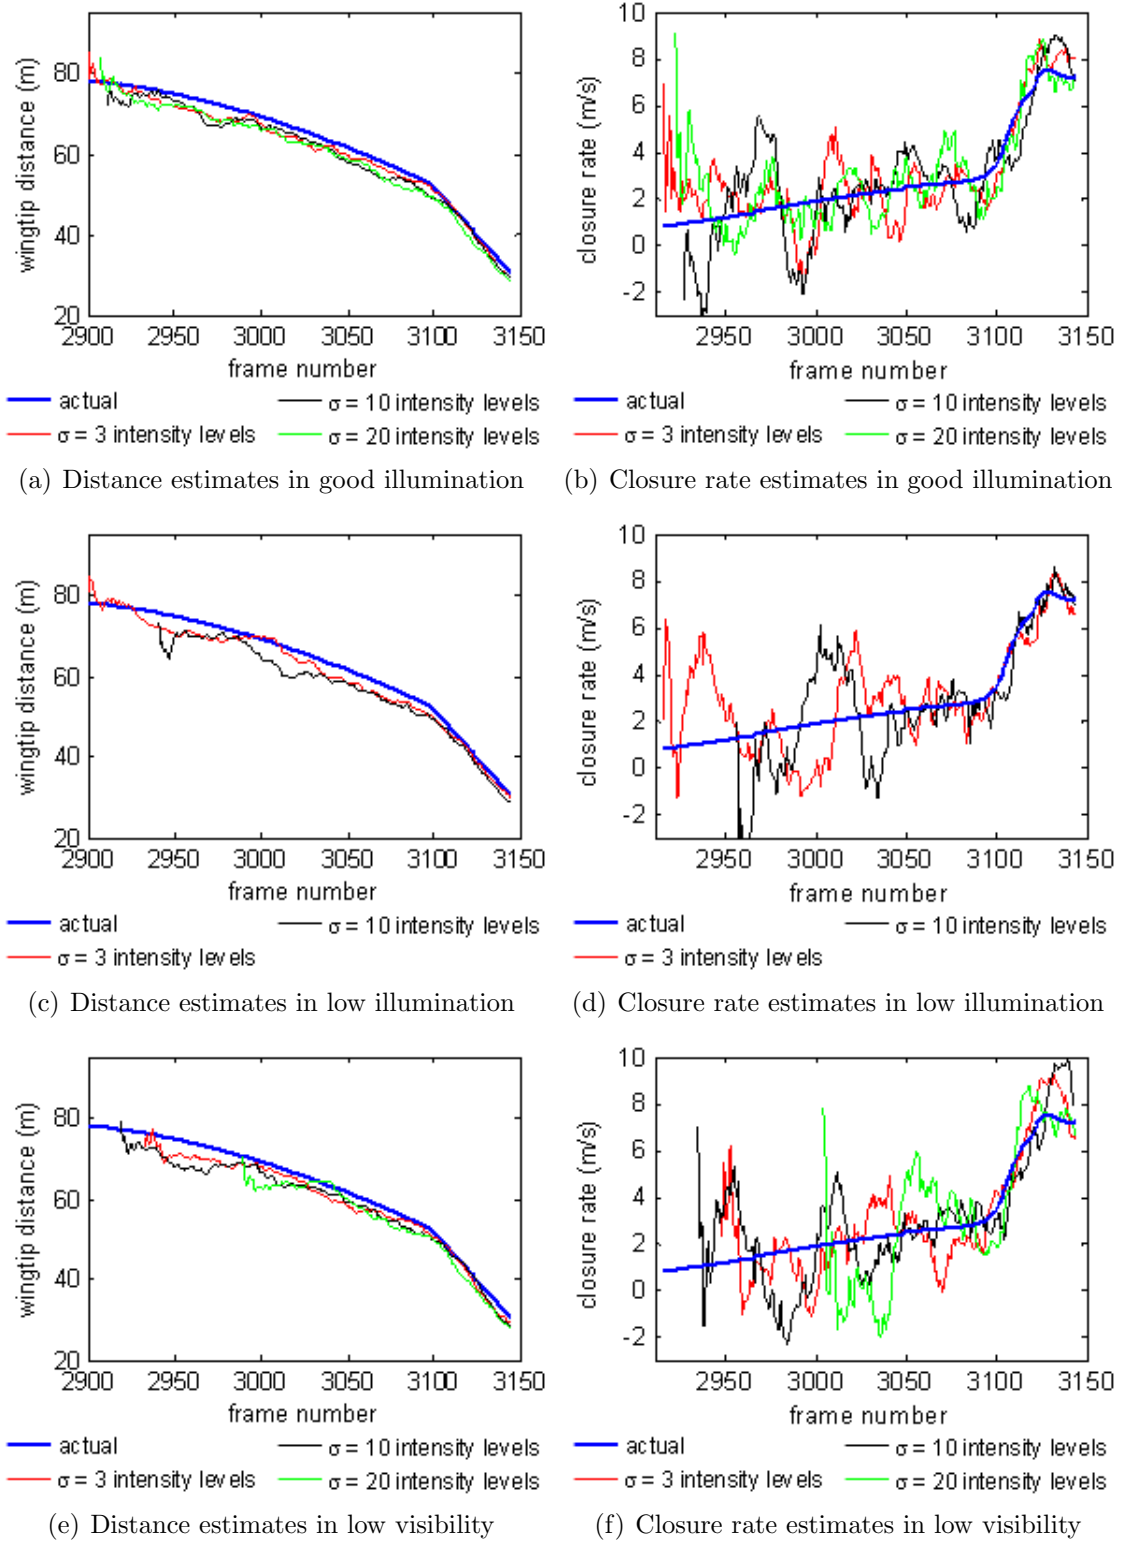 10
8
6
4
2
0
-2
closure rate (m/s)
2950 3000 3050 3100 3150
frame number
80
60
40
20
wingtip distance (m)
2900 2950 3000 3050 3100 3150
frame number
actual
σ = 10 intensity levels
σ = 3 intensity levels
σ = 20 intensity levels
actual
σ = 10 intensity levels
σ = 3 intensity levels
σ = 20 intensity levels
(a) Distance estimates in good illumination
(b) Closure rate estimates in good illumination
80
60
40
20
wingtip distance (m)
2900 2950 3000 3050 3100 3150
frame number
10
8
6
4
2
0
-2
closure rate (m/s)
2950 3000 3050 3100 3150
frame number
actual
σ = 10 intensity levels
σ = 3 intensity levels
actual
σ = 10 intensity levels
σ = 3 intensity levels
(c) Distance estimates in low illumination
(d) Closure rate estimates in low illumination
80
60
40
20
wingtip distance (m)
2900 2950 3000 3050 3100 3150
frame number
10
8
6
4
2
0
-2
closure rate (m/s)
2950 3000 3050 3100 3150
frame number
actual
σ = 10 intensity levels
σ = 3 intensity levels
σ = 20 intensity levels
actual
σ = 10 intensity levels
σ = 3 intensity levels
σ = 20 intensity levels
(e) Distance estimates in low visibility
(f) Closure rate estimates in low visibility